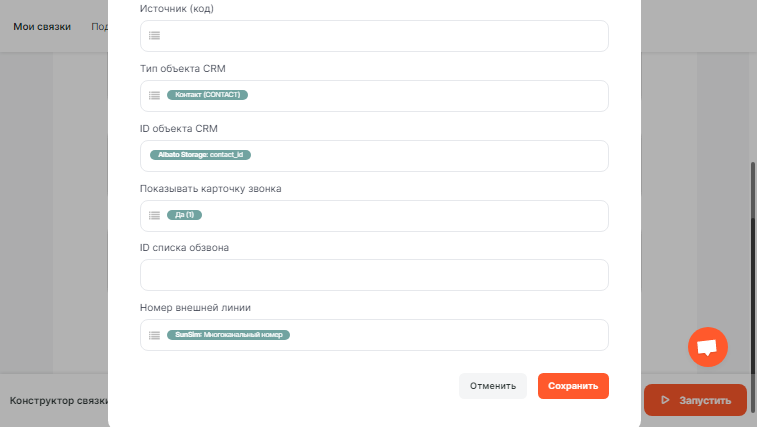 Источник (код)
Мои связки
Под
Тип объекта CRM
Контакт (CONTACT)
ID объекта CRM
Albato Storage: contact_id
Показывать карточку звонка
Да (1)
ID списка обзвона
Номер внешней линии
SunSim: Многоканальный номер
Отменить
Сохранить
Конструктор связки
Запустить